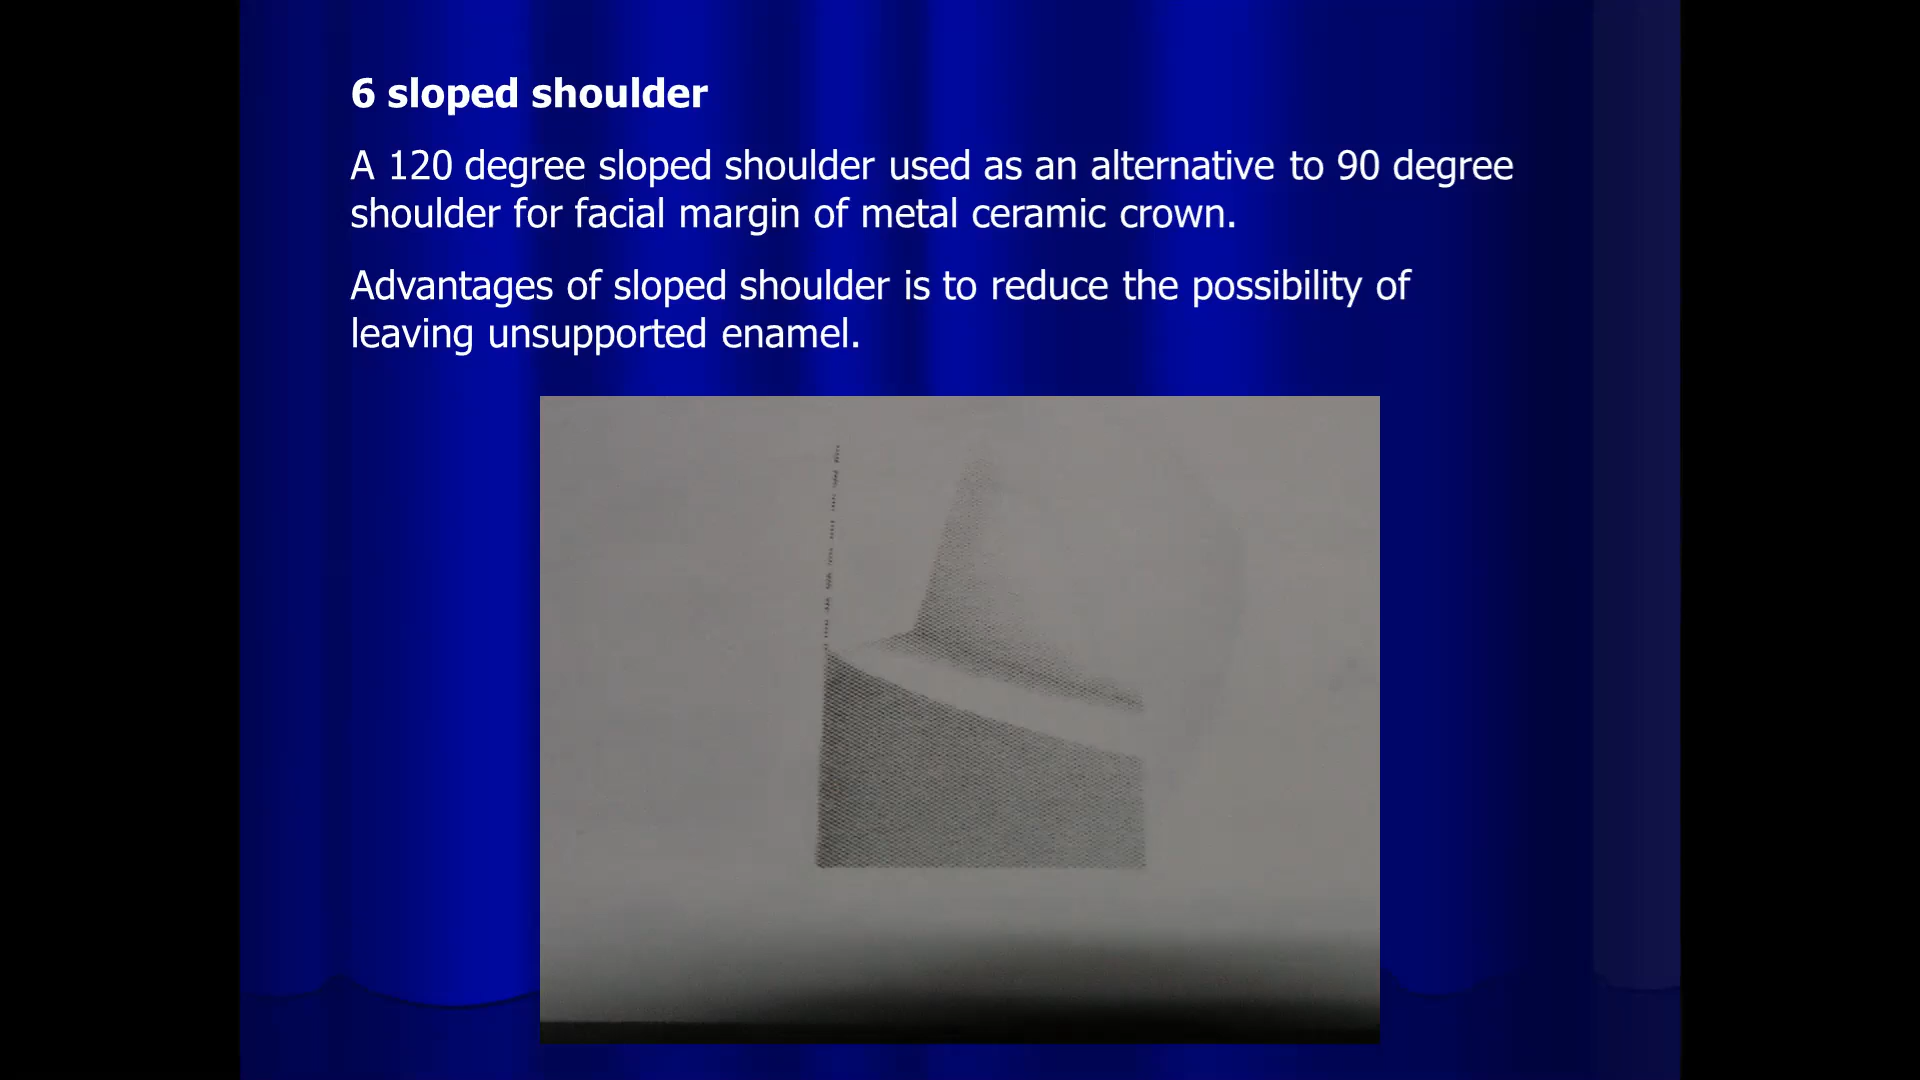 6 sloped shoulder
A 120 degree sloped shoulder used as an alternative to 90 degree
shoulder for facial margin of metal ceramic crown.
Advantages of sloped shoulder is to reduce the possibility of
leaving unsupported enamel.